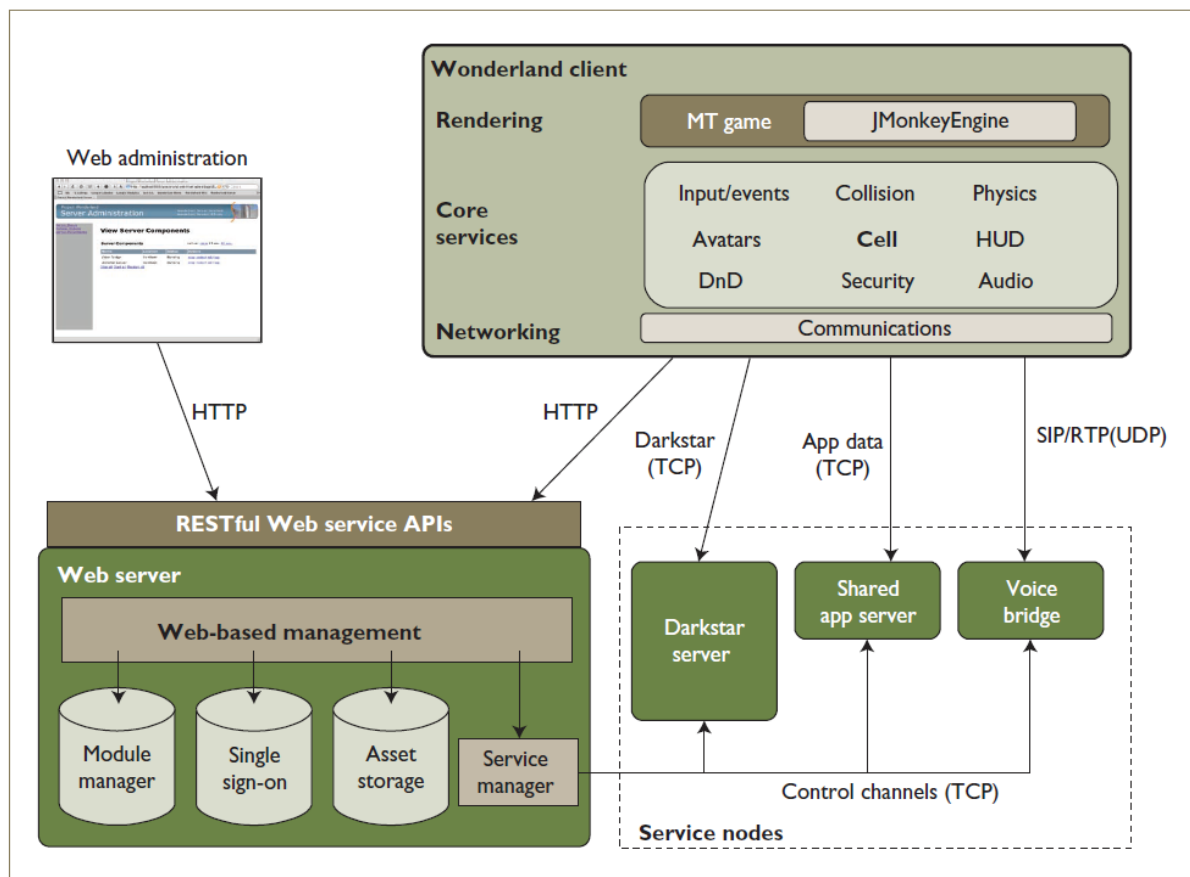 Wonderland client
Rendering
MT game
JMonkeyEngine
Web administration
Server Administration
View Server Components
Server Components
Core
services
Input/events
Collision
Physics
Avatars
Cell
HUD
DnD
Security
Audio
Networking
Communications
HTTP
HTTP
Darkstar
(TCP)
App data
(TCP)
SIP/RTP(UDP)
RESTful Web service APIs
Web server
Web-based management
Module
manager
Single
sign-on
Asset
storage
Service
manager
Darkstar
server
Shared
app server
Voice
bridge
Control channels (TCP)
Service nodes